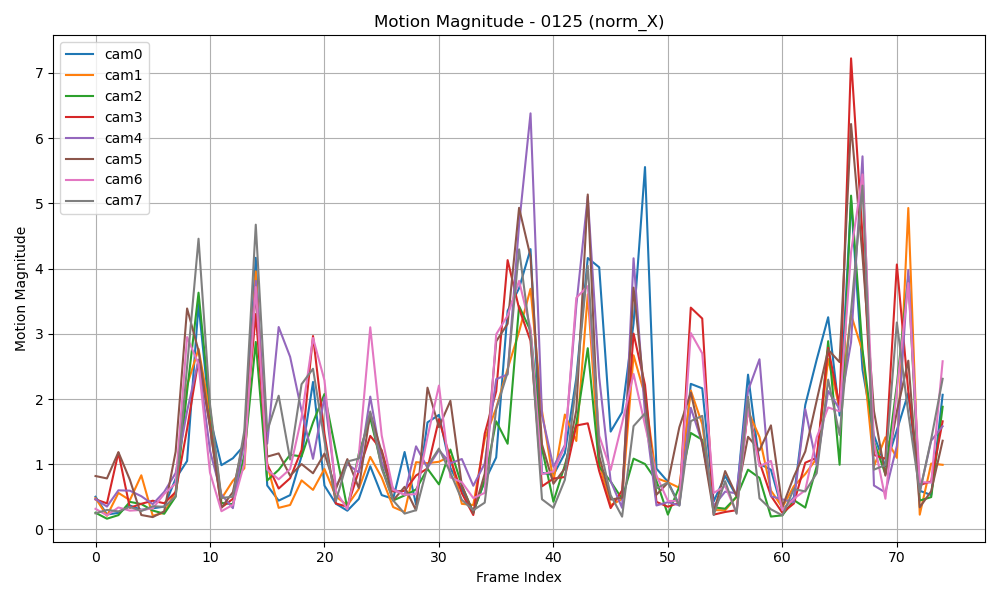 Motion Magnitude - 0125 (norm_X)
cam0
cam1
cam2
cam3
cam4
cam5
cam6
cam7
Motion Magnitude
7
6
5
4
3
2
1
0
0 10 20 30 40 50 60 70
Frame Index